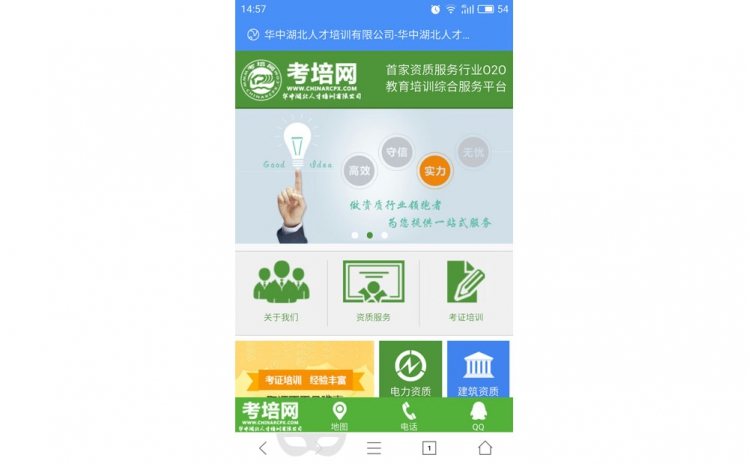 14:57
4G
54
华中湖北人才培训有限公司-华中湖北人才...
考培网
WWW.CHINARCPX.COM
华中湖北人才培训有限公司
首家资质服务行业O2O
教育培训综合服务平台
Good idea
高效
守信
实力
无忧
做资质行业领跑者
为您提供一站式服务
关于我们
资质服务
考证培训
考证培训 经验丰富
电力资质
建筑资质
考培网
WWW.CHINARCPX.COM
华中湖北人才培训有限公司
地图
电话
QQ
1